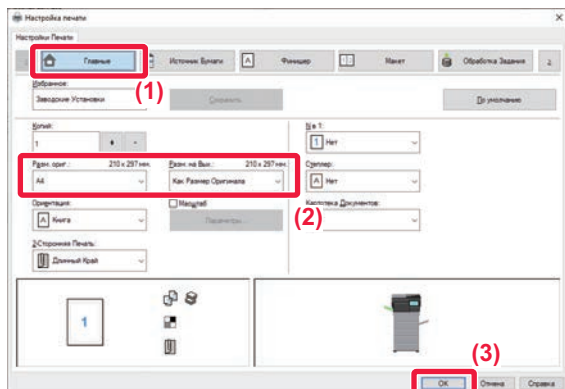 Настройка печати
Настройки Печати
Главные
Источник Бумаги
Финишер
Макет
Обработка Задания
(1)
Избранное:
Заводские Установки
Сохранить
По умолчанию
Копий:
1
+ -
N в 1:
1 Нет
Разм. ориг.: 210 x 297 мм.
A4
Разм. на Вых.: 210 x 297 мм.
Как Размер Оригинала
Степлер:
A Нет
(2)
Ориентация:
A Книга
Масштаб
Параметры...
Картотека Документов:
2-Сторонняя Печать:
Длинный Край
1
(3)
OK Отмена Справка